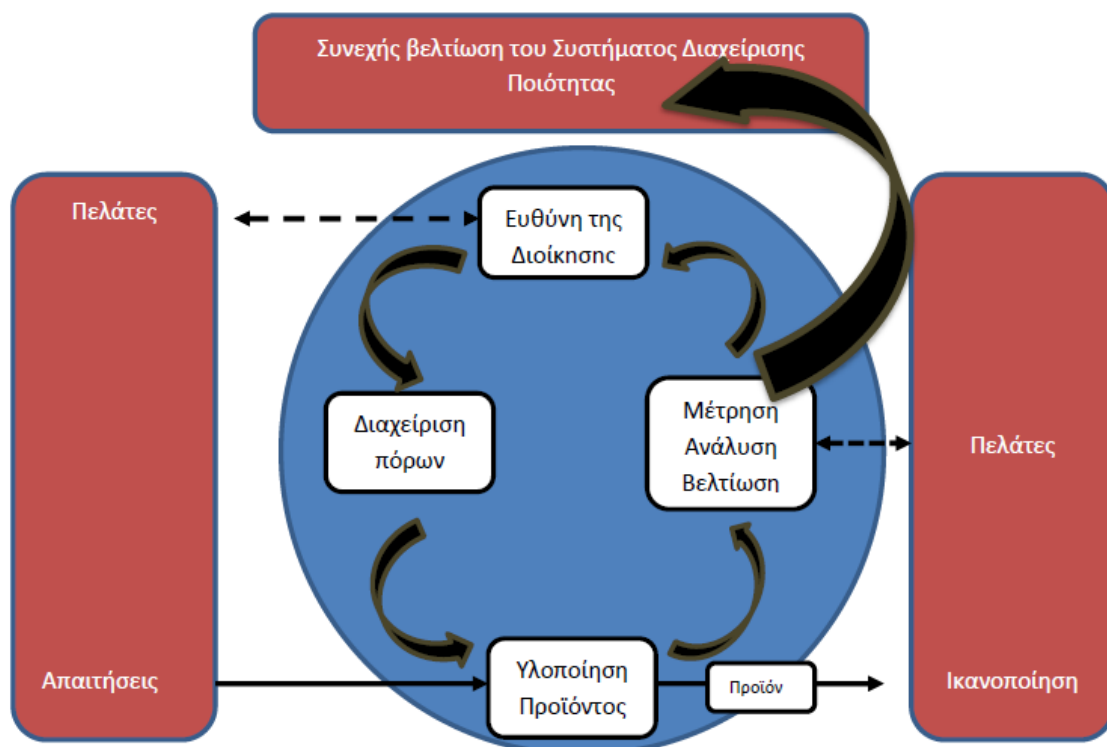 Συνεχής βελτίωση του Συστήματος Διαχείρισης
Ποιότητας
Πελάτες
Ευθύνη της
Διοίκησης
Διαχείριση
πόρων
Μέτρηση
Ανάλυση
Βελτίωση
Πελάτες
Απαιτήσεις
Υλοποίηση
Προϊόντος
Προϊόν
Ικανοποίηση